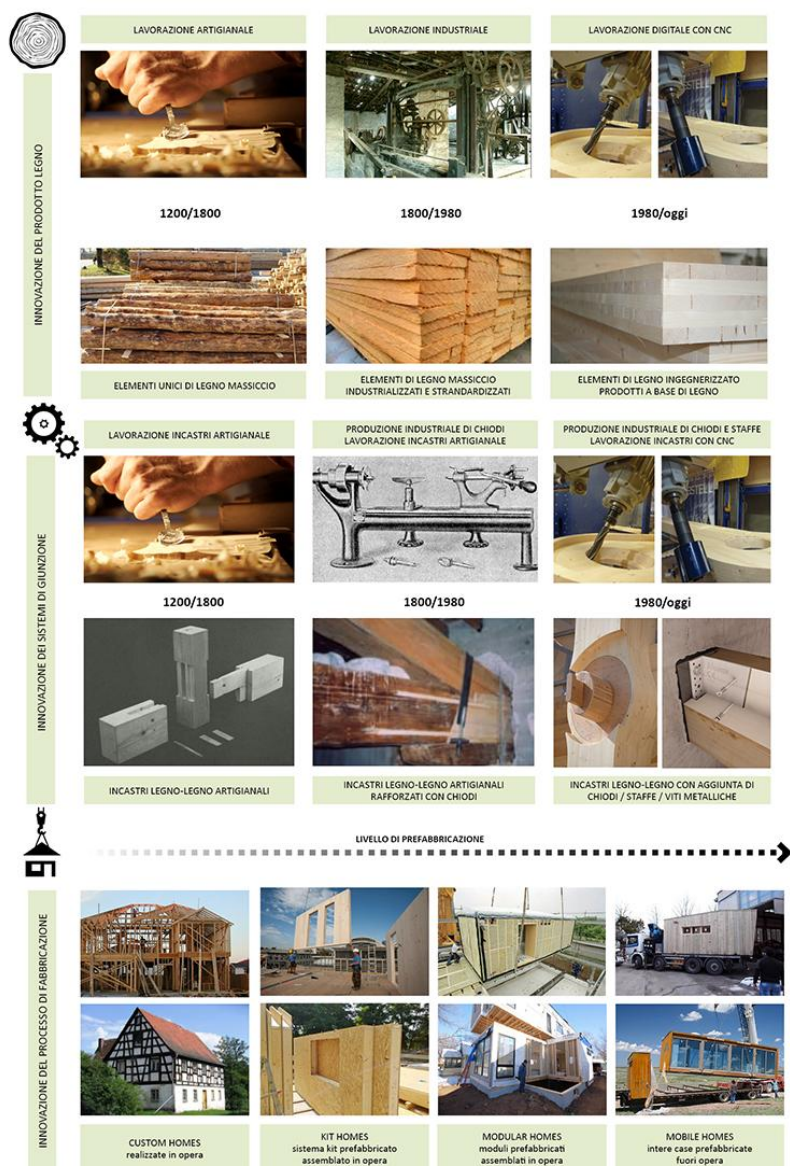 LAVORAZIONE ARTIGIANALE
LAVORAZIONE INDUSTRIALE
LAVORAZIONE DIGITALE CON CNC
INNOVAZIONE DEL PRODOTTO LEGNO
1200/1800
1800/1980
1980/oggi
ELEMENTI UNICI DI LEGNO MASSICCIO
ELEMENTI DI LEGNO MASSICCIO
INDUSTRIALIZZATI E STRANDARDIZZATI
ELEMENTI DI LEGNO INGEGNERIZZATO
PRODOTTI A BASE DI LEGNO
LAVORAZIONE INCASTRI ARTIGIANALE
PRODUZIONE INDUSTRIALE DI CHIODI
LAVORAZIONE INCASTRI ARTIGIANALE
PRODUZIONE INDUSTRIALE DI CHIODI E STAFFE
LAVORAZIONE INCASTRI CON CNC
INNOVAZIONE DEI SISTEMI DI GIUNZIONE
1200/1800
1800/1980
1980/oggi
INCASTRI LEGNO-LEGNO ARTIGIANALI
INCASTRI LEGNO-LEGNO ARTIGIANALI
RAFFORZATI CON CHIODI
INCASTRI LEGNO-LEGNO CON AGGIUNTA DI
CHIODI / STAFFE / VITI METALLICHE
LIVELLO DI PREFABBRICAZIONE
INNOVAZIONE DEL PROCESSO DI FABBRICAZIONE
CUSTOM HOMES
realizzate in opera
KIT HOMES
sistema kit prefabbricato
assemblato in opera
MODULAR HOMES
moduli prefabbricati
assemblati in opera
MOBILE HOMES
intere case prefabbricate
fuori opera